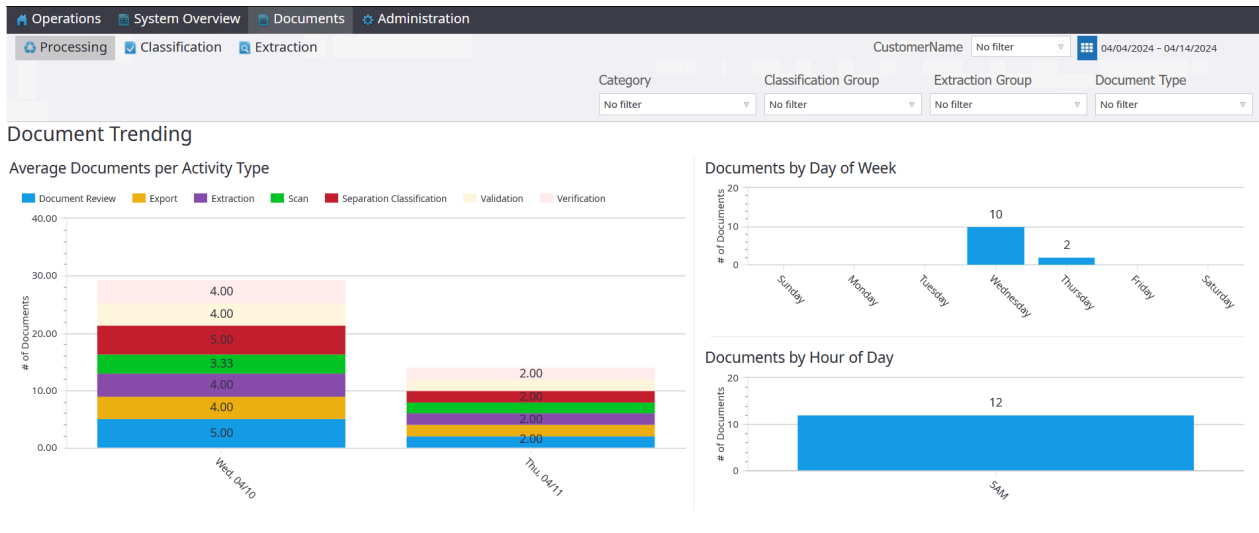 Operations System Overview Documents Administration
Processing Classification Extraction CustomerName No filter 04/04/2024 – 04/14/2024
Category Classification Group Extraction Group Document Type
No filter No filter No filter No filter
Document Trending
Average Documents per Activity Type
Document Review Export Extraction Scan Separation Classification Validation Verification
40.00
30.00
20.00
10.00
0.00
# of Documents
4.00
4.00
5.00
3.33
4.00
4.00
5.00
2.00
2.00
2.00
2.00
Wed, 04/10
Thu, 04/11
Documents by Day of Week
20
10
0
# of Documents
10
2
Sunday
Monday
Tuesday
Wednesday
Thursday
Friday
Saturday
Documents by Hour of Day
20
10
0
# of Documents
12
5AM